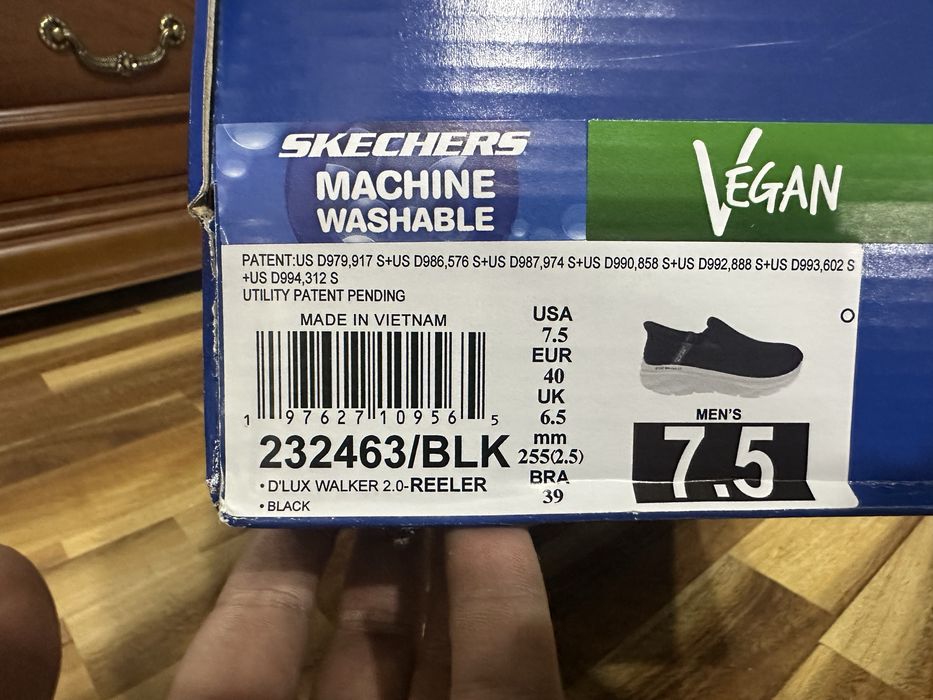 SKECHERS
MACHINE
WASHABLE
VEGAN
PATENT:US D979,917 S+US D986,576 S+US D987,974 S+US D990,858 S+US D992,888 S+US D993,602 S
+US D994,312 S
UTILITY PATENT PENDING
MADE IN VIETNAM
1 97627 10956 5
232463/BLK
• D'LUX WALKER 2.0-REELER
• BLACK
USA
7.5
EUR
40
UK
6.5
mm
255(2.5)
BRA
39
MEN'S
7.5